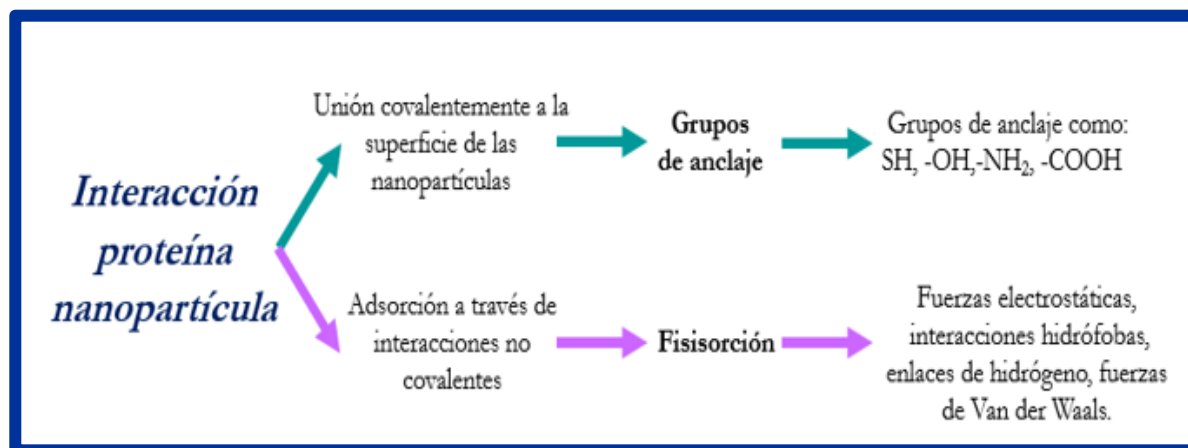 Interacción
proteína
nanopartícula
Unión covalentemente a la
superficie de las
nanopartículas
Grupos
de anclaje
Grupos de anclaje como:
SH, -OH,-NH₂, -COOH
Adsorción a través de
interacciones no
covalentes
Fisisorción
Fuerzas electrostáticas,
interacciones hidrófobas,
enlaces de hidrógeno, fuerzas
de Van der Waals.